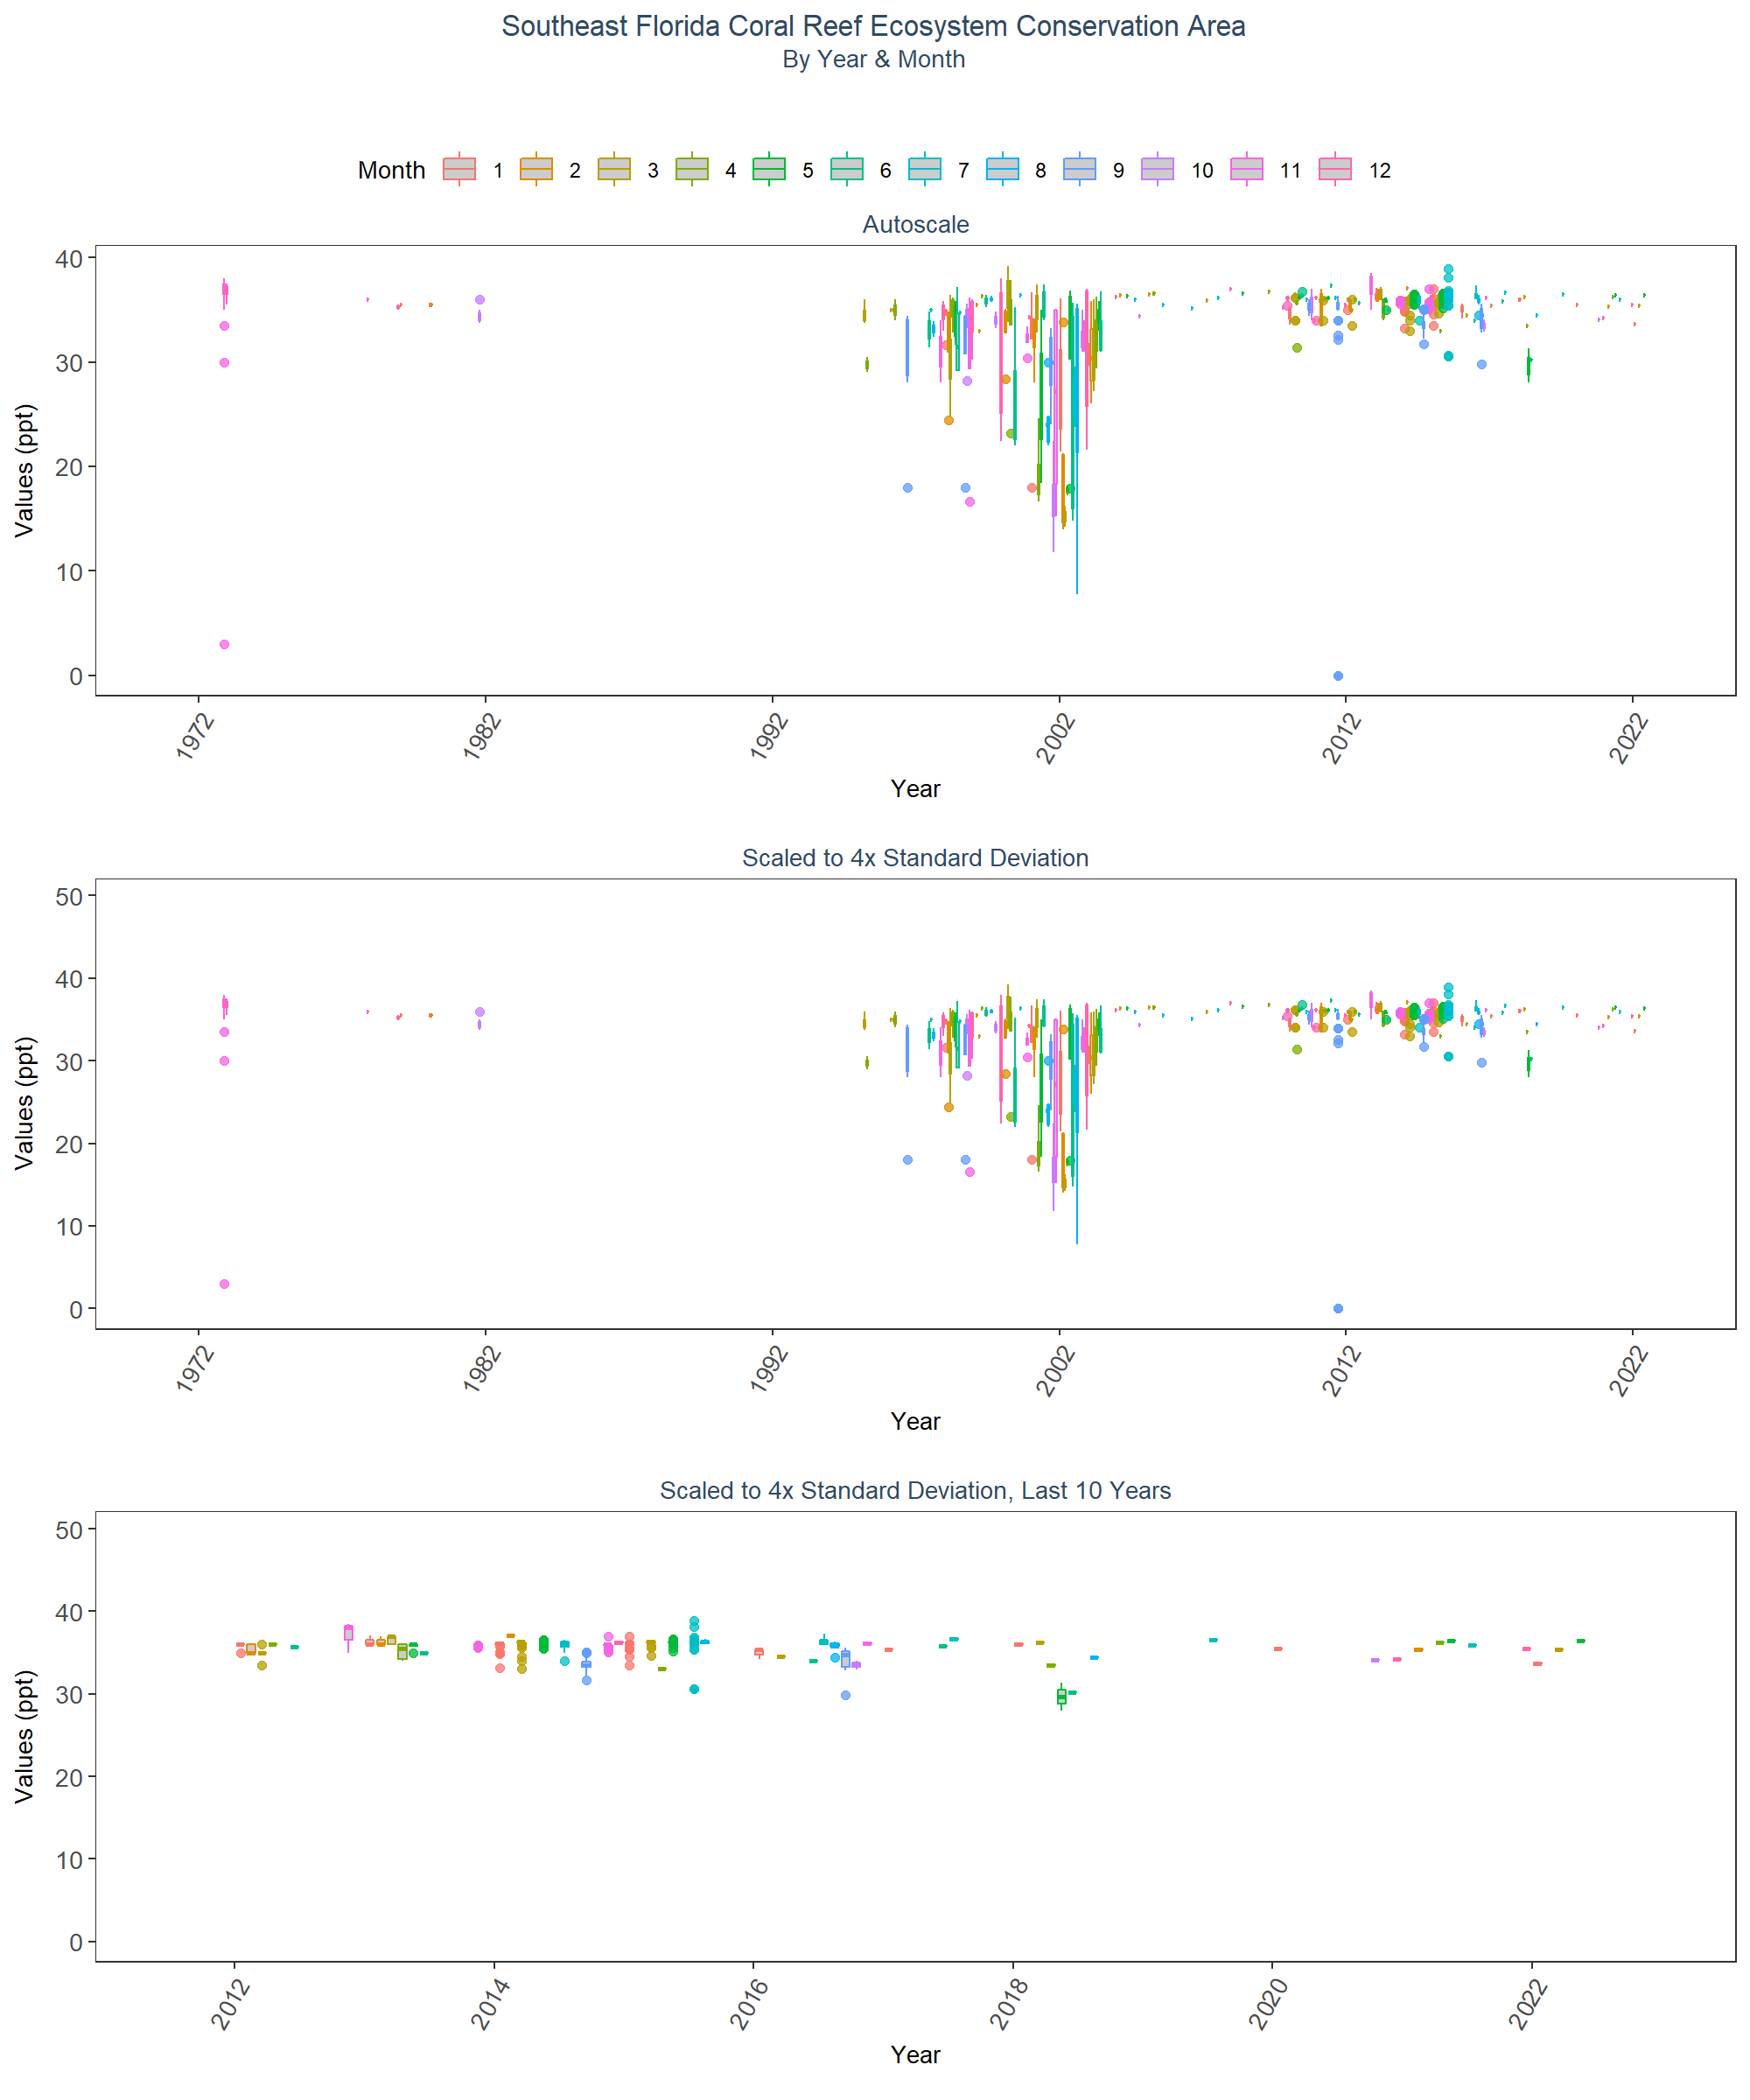 Southeast Florida Coral Reef Ecosystem Conservation Area
By Year & Month
Month 1 2 3 4 5 6 7 8 9 10 11 12
Autoscale
Values (ppt)
40
30
20
10
0
1972 1982 1992 2002 2012 2022
Year
Scaled to 4x Standard Deviation
Values (ppt)
50
40
30
20
10
0
1972 1982 1992 2002 2012 2022
Year
Scaled to 4x Standard Deviation, Last 10 Years
Values (ppt)
50
40
30
20
10
0
2012 2014 2016 2018 2020 2022
Year